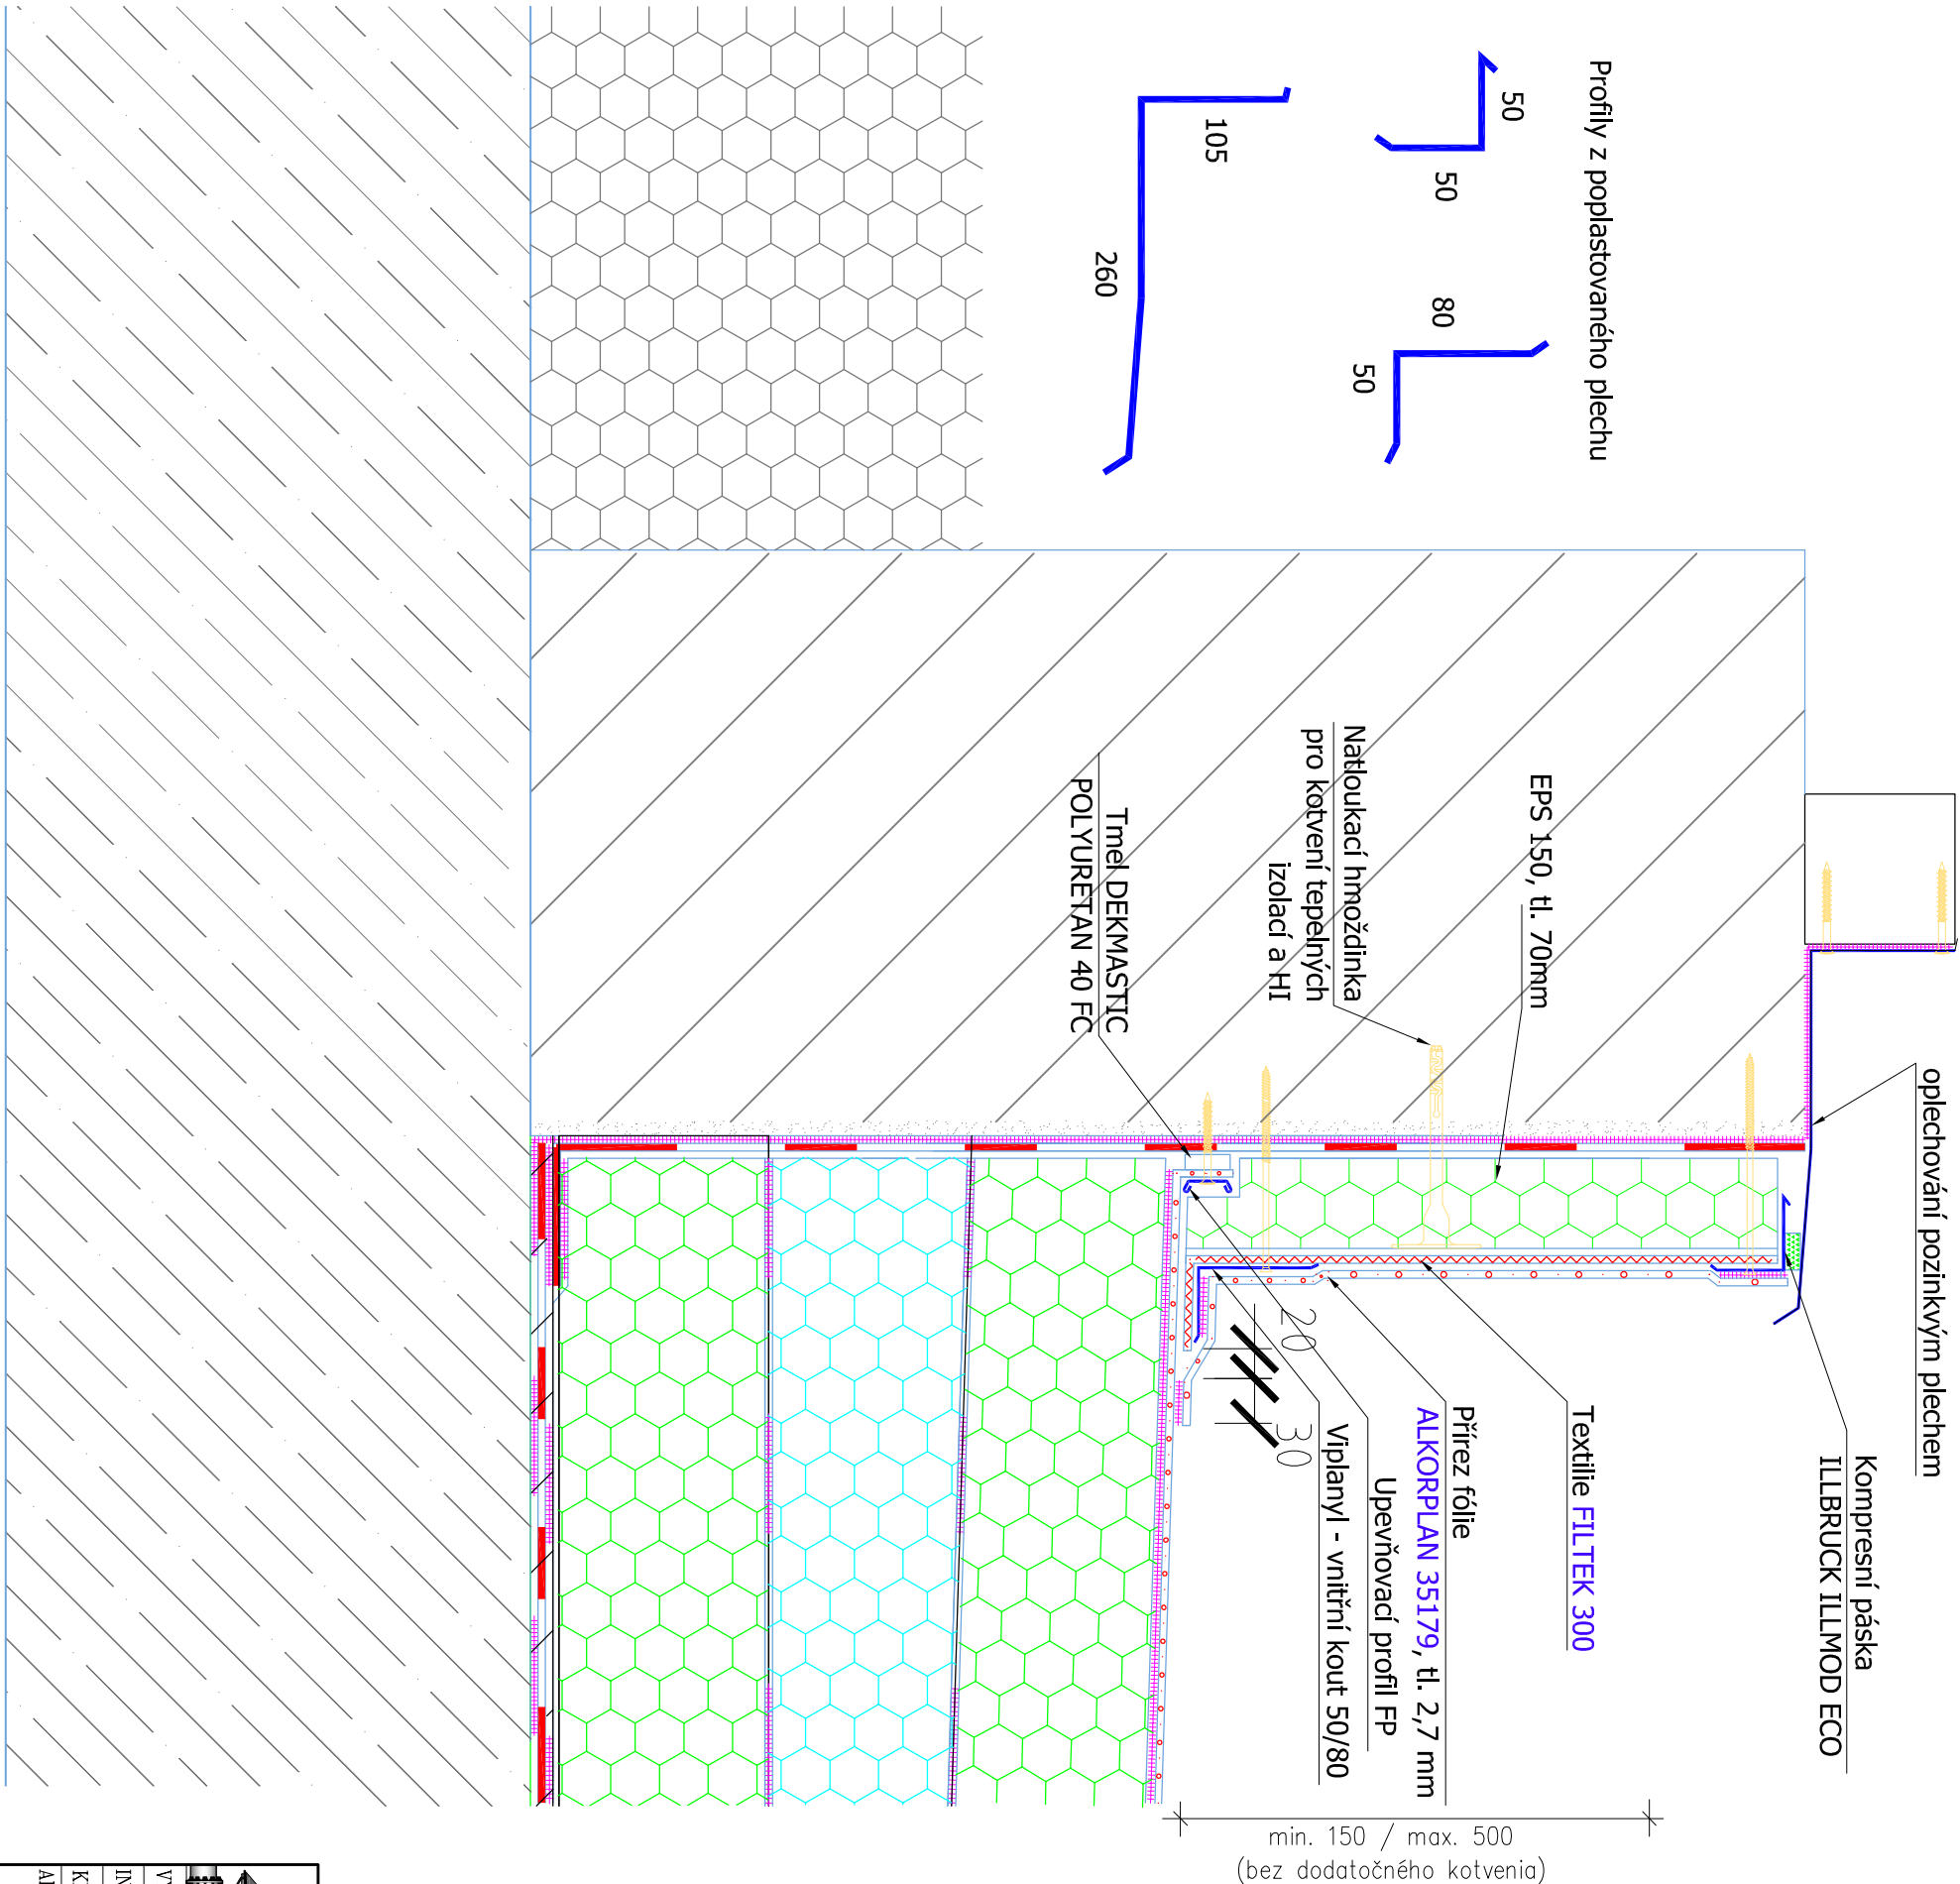 Profily z poplastovaného plechu
50
50
80
50
105
260
oplechování pozinkvým plechem
Kompresní páska
ILLBRUCK ILLMOD ECO
EPS 150, tl. 70mm
Natloukací hmoždinka
pro kotvení tepelných
izolací a HI
Tmel DEKMASTIC
POLYURETAN 40 FC
Textilie FILTEK 300
Přířez fólie
ALKORPLAN 35179, tl. 2,7 mm
Upevňovací profil FP
Viplanyl - vnitřní kout 50/80
20
30
min. 150 / max. 500
(bez dodatočného kotvenia)